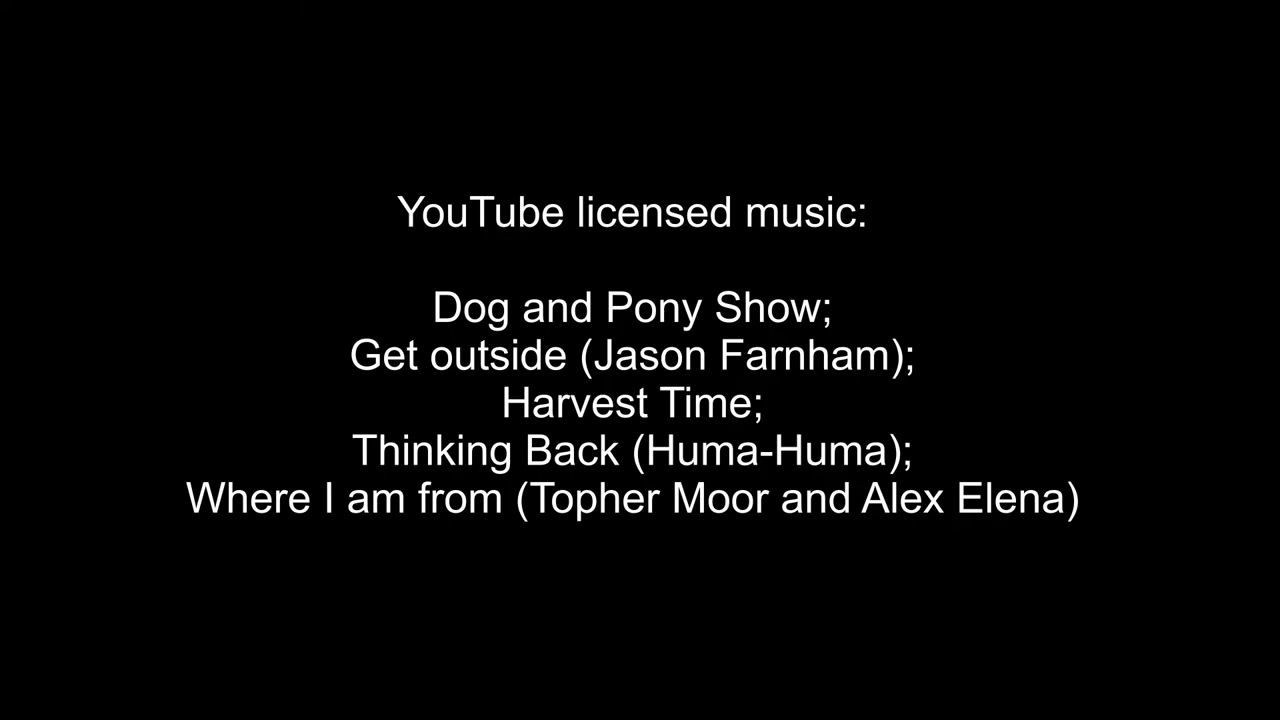 YouTube licensed music:
Dog and Pony Show;
Get outside (Jason Farnham);
Harvest Time;
Thinking Back (Huma-Huma);
Where I am from (Topher Moor and Alex Elena)